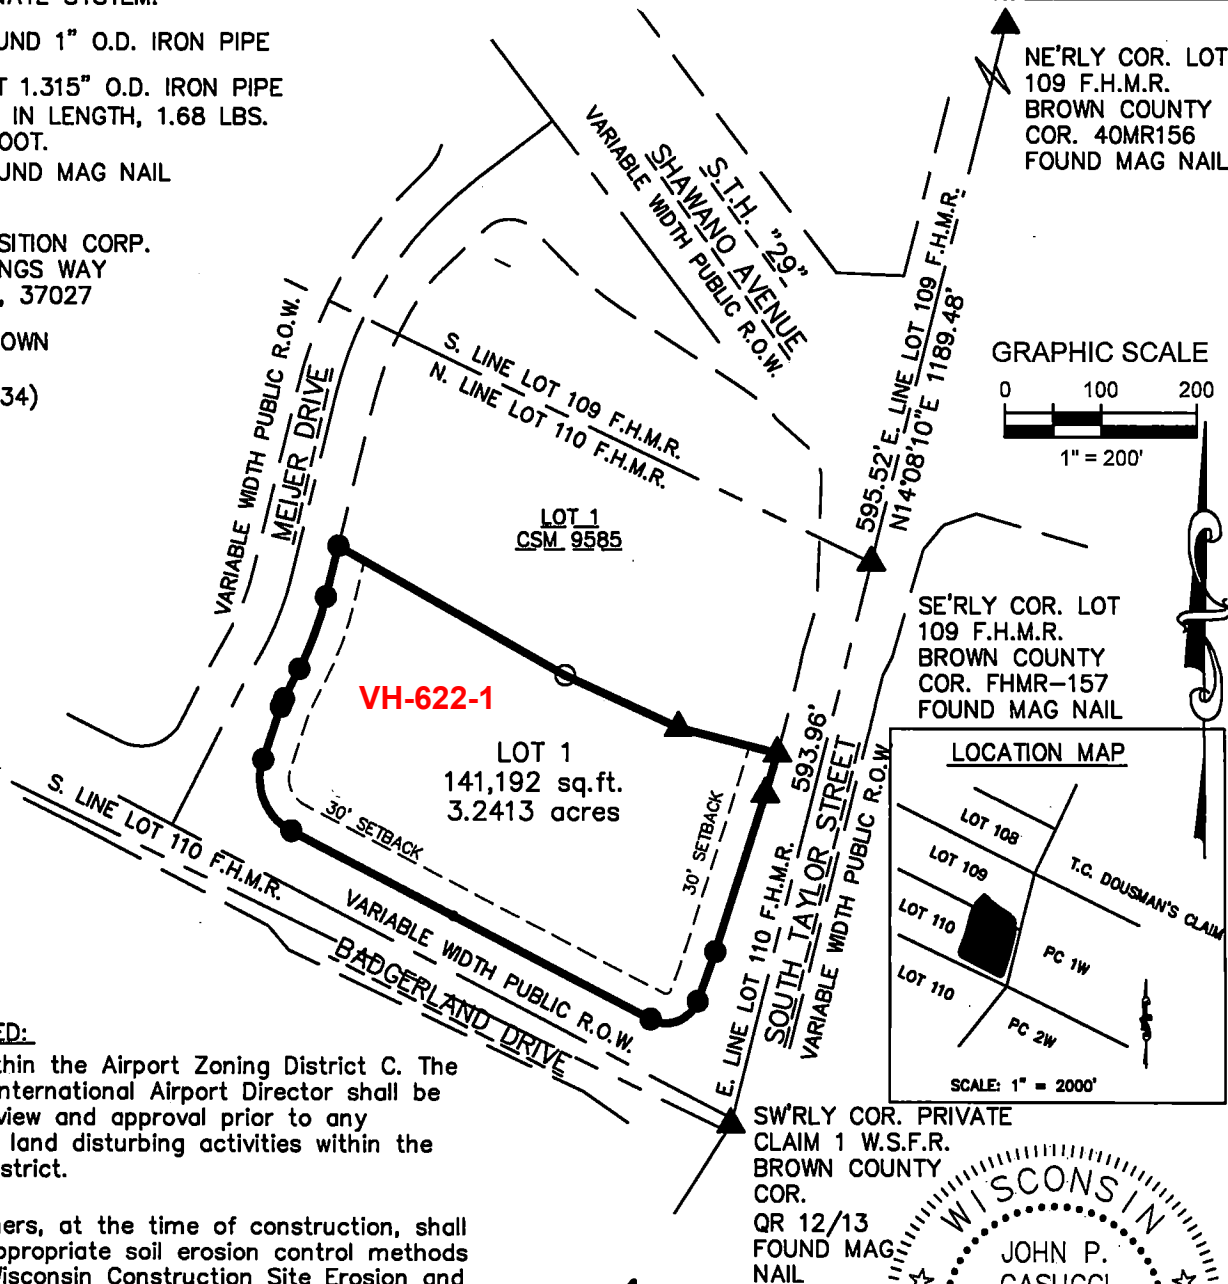 NATE SYSTEM.
UND 1" O.D. IRON PIPE
T 1.315" O.D. IRON PIPE
IN LENGTH, 1.68 LBS.
OOT.
UND MAG NAIL
SITION CORP.
NGS WAY
, 37027
OWN
34)
NE'RLY COR. LOT
109 F.H.M.R.
BROWN COUNTY
COR. 40MR156
FOUND MAG NAIL
S.T.H. "29"
SHAWANO AVENUE
VARIABLE WIDTH PUBLIC R.O.W.
595.52' E. LINE LOT 109 F.H.M.R.
N14°08'10"E 1189.48'
GRAPHIC SCALE
0 100 200
1" = 200'
VARIABLE WIDTH PUBLIC R.O.W.
MEIJER DRIVE
S. LINE LOT 109 F.H.M.R.
N. LINE LOT 110 F.H.M.R.
LOT 1
CSM 9585
SE'RLY COR. LOT
109 F.H.M.R.
BROWN COUNTY
COR. FHMR-157
FOUND MAG NAIL
VH-622-1
LOT 1
141,192 sq.ft.
3.2413 acres
30' SETBACK
30' SETBACK
593.96'
E. LINE LOT 110 F.H.M.R.
SOUTH TAYLOR STREET
VARIABLE WIDTH PUBLIC R.O.W
S. LINE LOT 110 F.H.M.R.
VARIABLE WIDTH PUBLIC R.O.W.
BADGERLAND DRIVE
LOCATION MAP
LOT 108
LOT 109
T.C. DOUSMAN'S CLAIM
LOT 110
PC 1W
LOT 110
PC 2W
SCALE: 1" = 2000'
ED:
thin the Airport Zoning District C. The
nternational Airport Director shall be
view and approval prior to any
land disturbing activities within the
strict.
ners, at the time of construction, shall
ppropriate soil erosion control methods
Wisconsin Construction Site Erosion and
SW'RLY COR. PRIVATE
CLAIM 1 W.S.F.R.
BROWN COUNTY
COR.
QR 12/13
FOUND MAG
NAIL
WISCONSIN
JOHN P.
CASUCCI